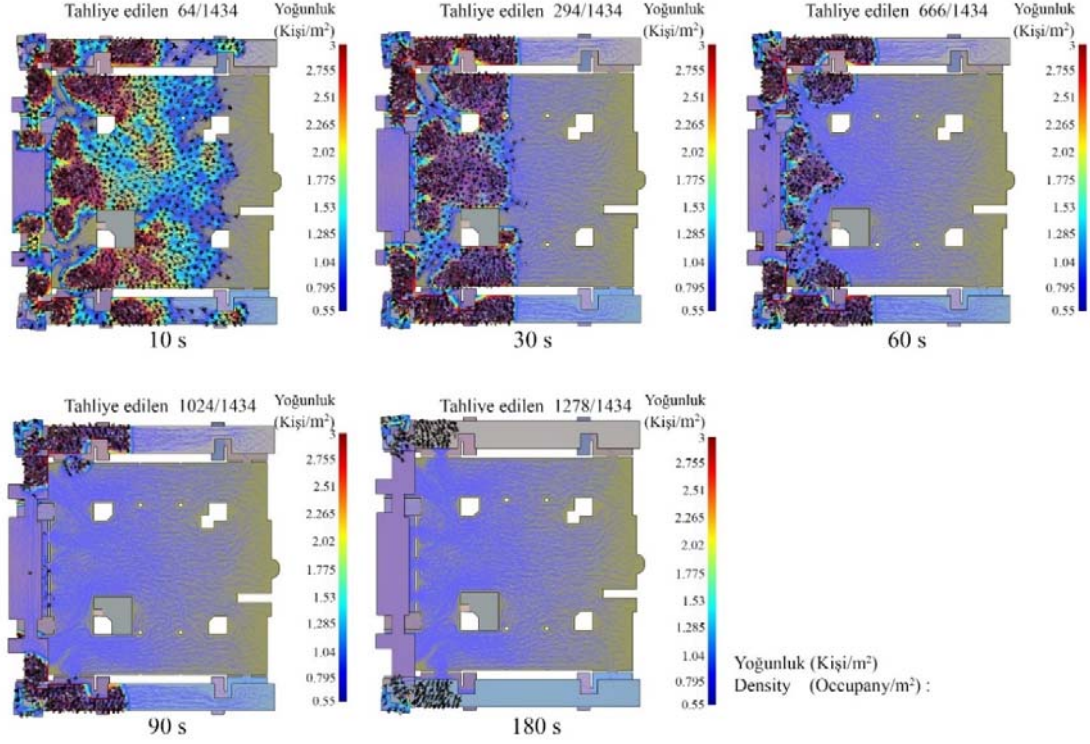 Tahliye edilen 64/1434
Yoğunluk
(Kişi/m²)
3
2.755
2.51
2.265
2.02
1.775
1.53
1.285
1.04
0.795
0.55
10 s
Tahliye edilen 294/1434
Yoğunluk
(Kişi/m²)
3
2.755
2.51
2.265
2.02
1.775
1.53
1.285
1.04
0.795
0.55
30 s
Tahliye edilen 666/1434
Yoğunluk
(Kişi/m²)
3
2.755
2.51
2.265
2.02
1.775
1.53
1.285
1.04
0.795
0.55
60 s
Tahliye edilen 1024/1434
Yoğunluk
(Kişi/m²)
3
2.755
2.51
2.265
2.02
1.775
1.53
1.285
1.04
0.795
0.55
90 s
Tahliye edilen 1278/1434
Yoğunluk
(Kişi/m²)
3
2.755
2.51
2.265
2.02
1.775
1.53
1.285
1.04
0.795
0.55
180 s
Yoğunluk (Kişi/m²)
Density (Occupany/m²) :